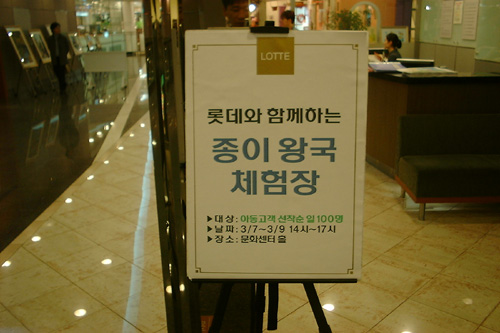 LOTTE
롯데와 함께하는
종이 왕국
체험장
▶대상: 아동고객 선착순 일 100명
▶날짜: 3/7~3/9 14시~17시
▶장소: 문화센터 홀